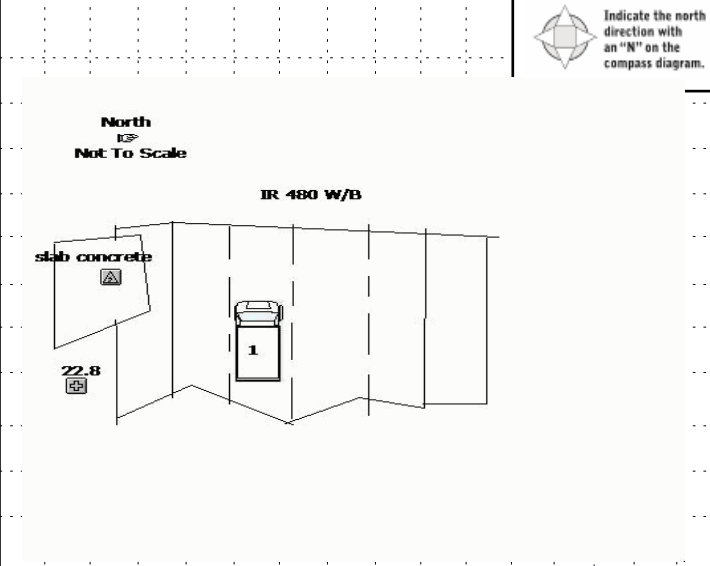 Indicate the north
direction with
an "N" on the
compass diagram.
North
Not To Scale
IR 480 W/B
slab concrete
1
22.8